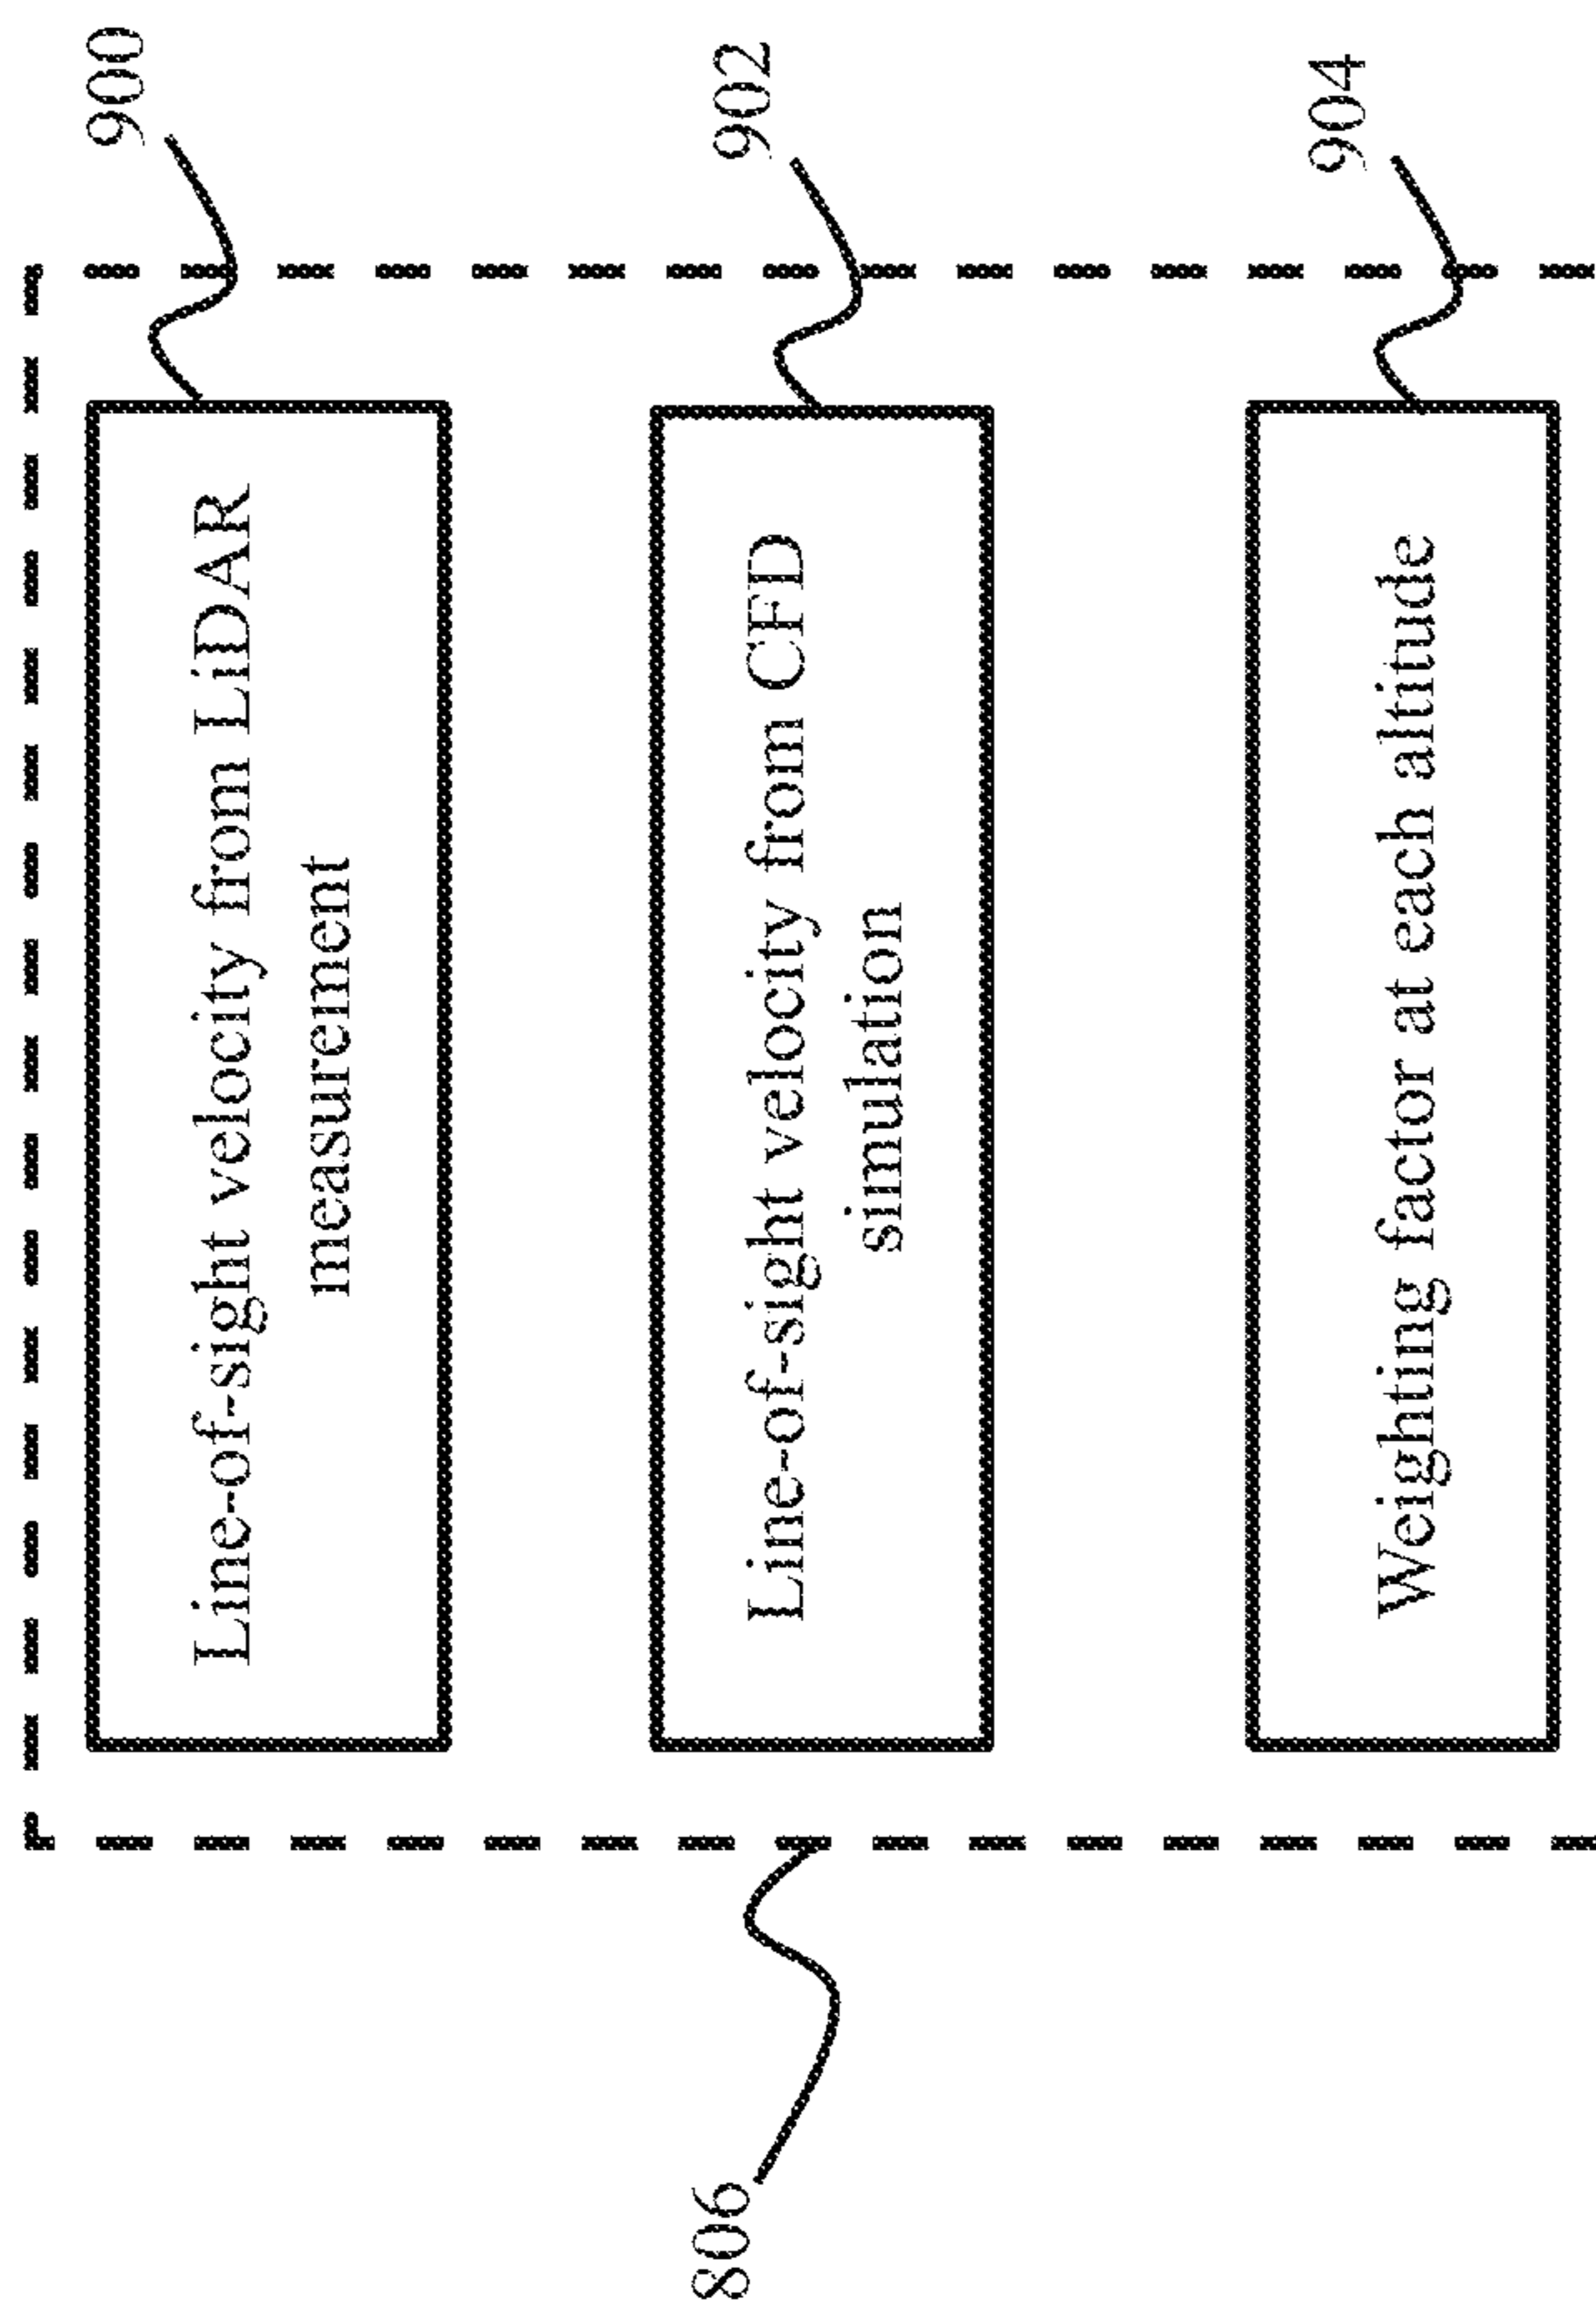 900
Line-of-sight velocity from LiDAR
measurement
902
Line-of-sight velocity from CFD
simulation
806
904
Weighting factor at each altitude